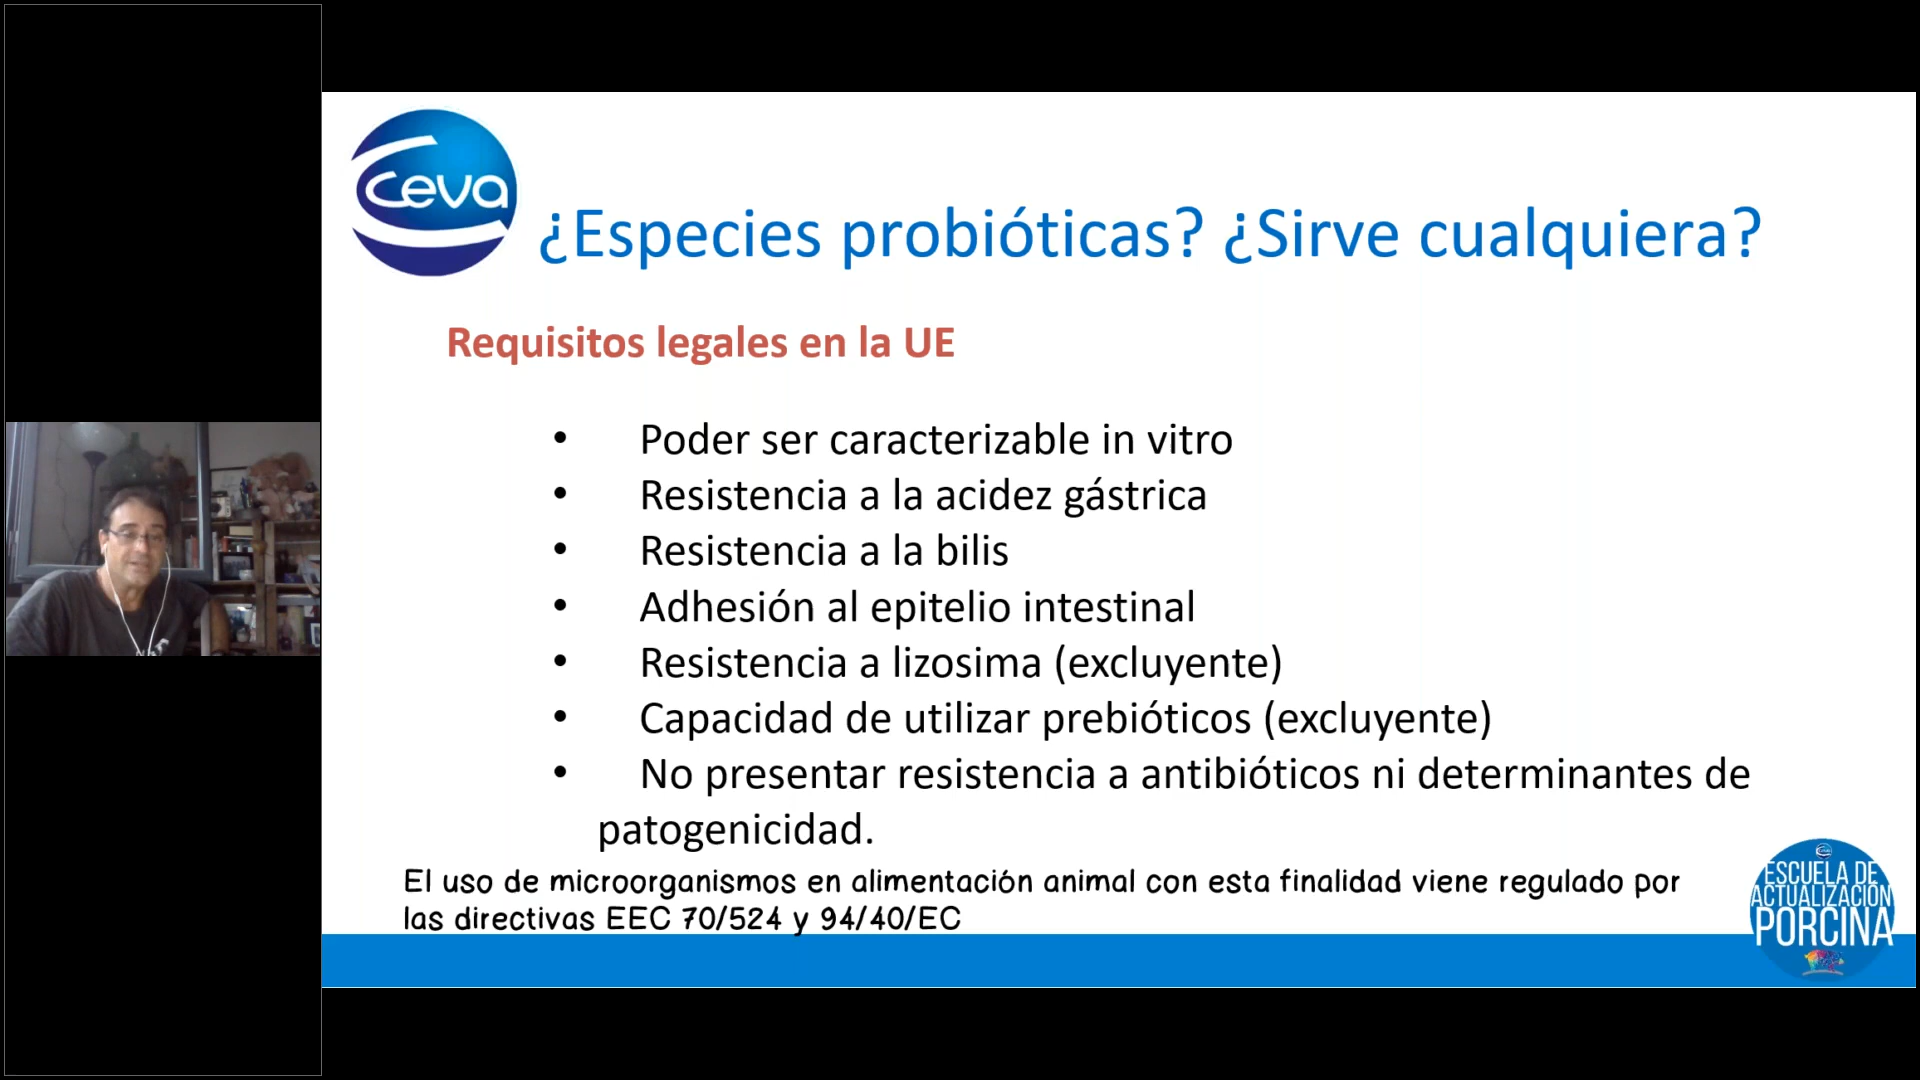 Ceva
¿Especies probióticas? ¿Sirve cualquiera?
Requisitos legales en la UE
• Poder ser caracterizable in vitro
• Resistencia a la acidez gástrica
• Resistencia a la bilis
• Adhesión al epitelio intestinal
• Resistencia a lizosima (excluyente)
• Capacidad de utilizar prebióticos (excluyente)
• No presentar resistencia a antibióticos ni determinantes de
patogenicidad.
El uso de microorganismos en alimentación animal con esta finalidad viene regulado por
las directivas EEC 70/524 y 94/40/EC
ESCUELA DE
ACTUALIZACIÓN
PORCINA